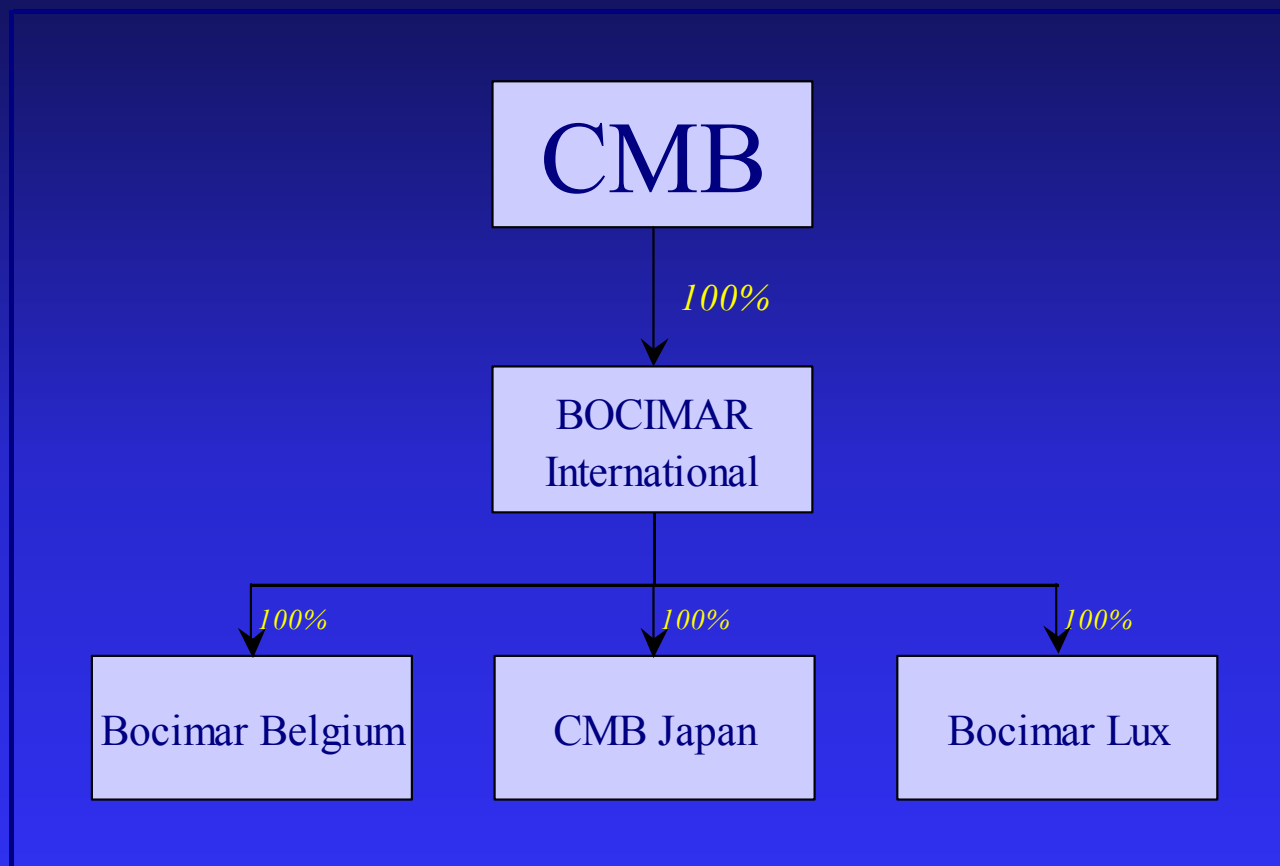 CMB
100%
BOCIMAR
International
100%
100%
100%
Bocimar Belgium
CMB Japan
Bocimar Lux